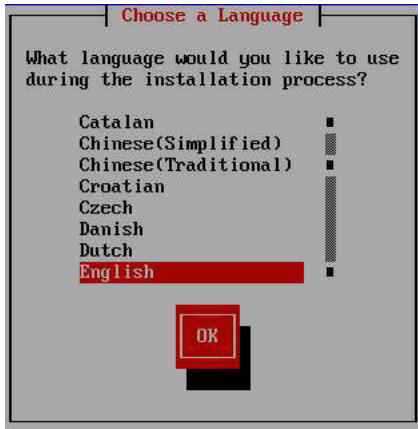 Choose a Language
What language would you like to use
during the installation process?
Catalan
Chinese(Simplified)
Chinese(Traditional)
Croatian
Czech
Danish
Dutch
English
OK